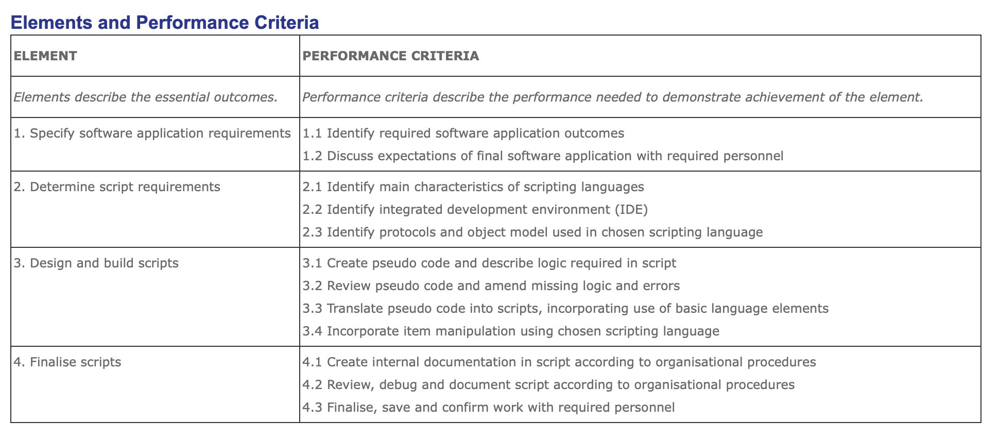 Elements and Performance Criteria
ELEMENT
PERFORMANCE CRITERIA
Elements describe the essential outcomes.
Performance criteria describe the performance needed to demonstrate achievement of the element.
1. Specify software application requirements
1.1 Identify required software application outcomes
1.2 Discuss expectations of final software application with required personnel
2. Determine script requirements
2.1 Identify main characteristics of scripting languages
2.2 Identify integrated development environment (IDE)
2.3 Identify protocols and object model used in chosen scripting language
3. Design and build scripts
3.1 Create pseudo code and describe logic required in script
3.2 Review pseudo code and amend missing logic and errors
3.3 Translate pseudo code into scripts, incorporating use of basic language elements
3.4 Incorporate item manipulation using chosen scripting language
4. Finalise scripts
4.1 Create internal documentation in script according to organisational procedures
4.2 Review, debug and document script according to organisational procedures
4.3 Finalise, save and confirm work with required personnel